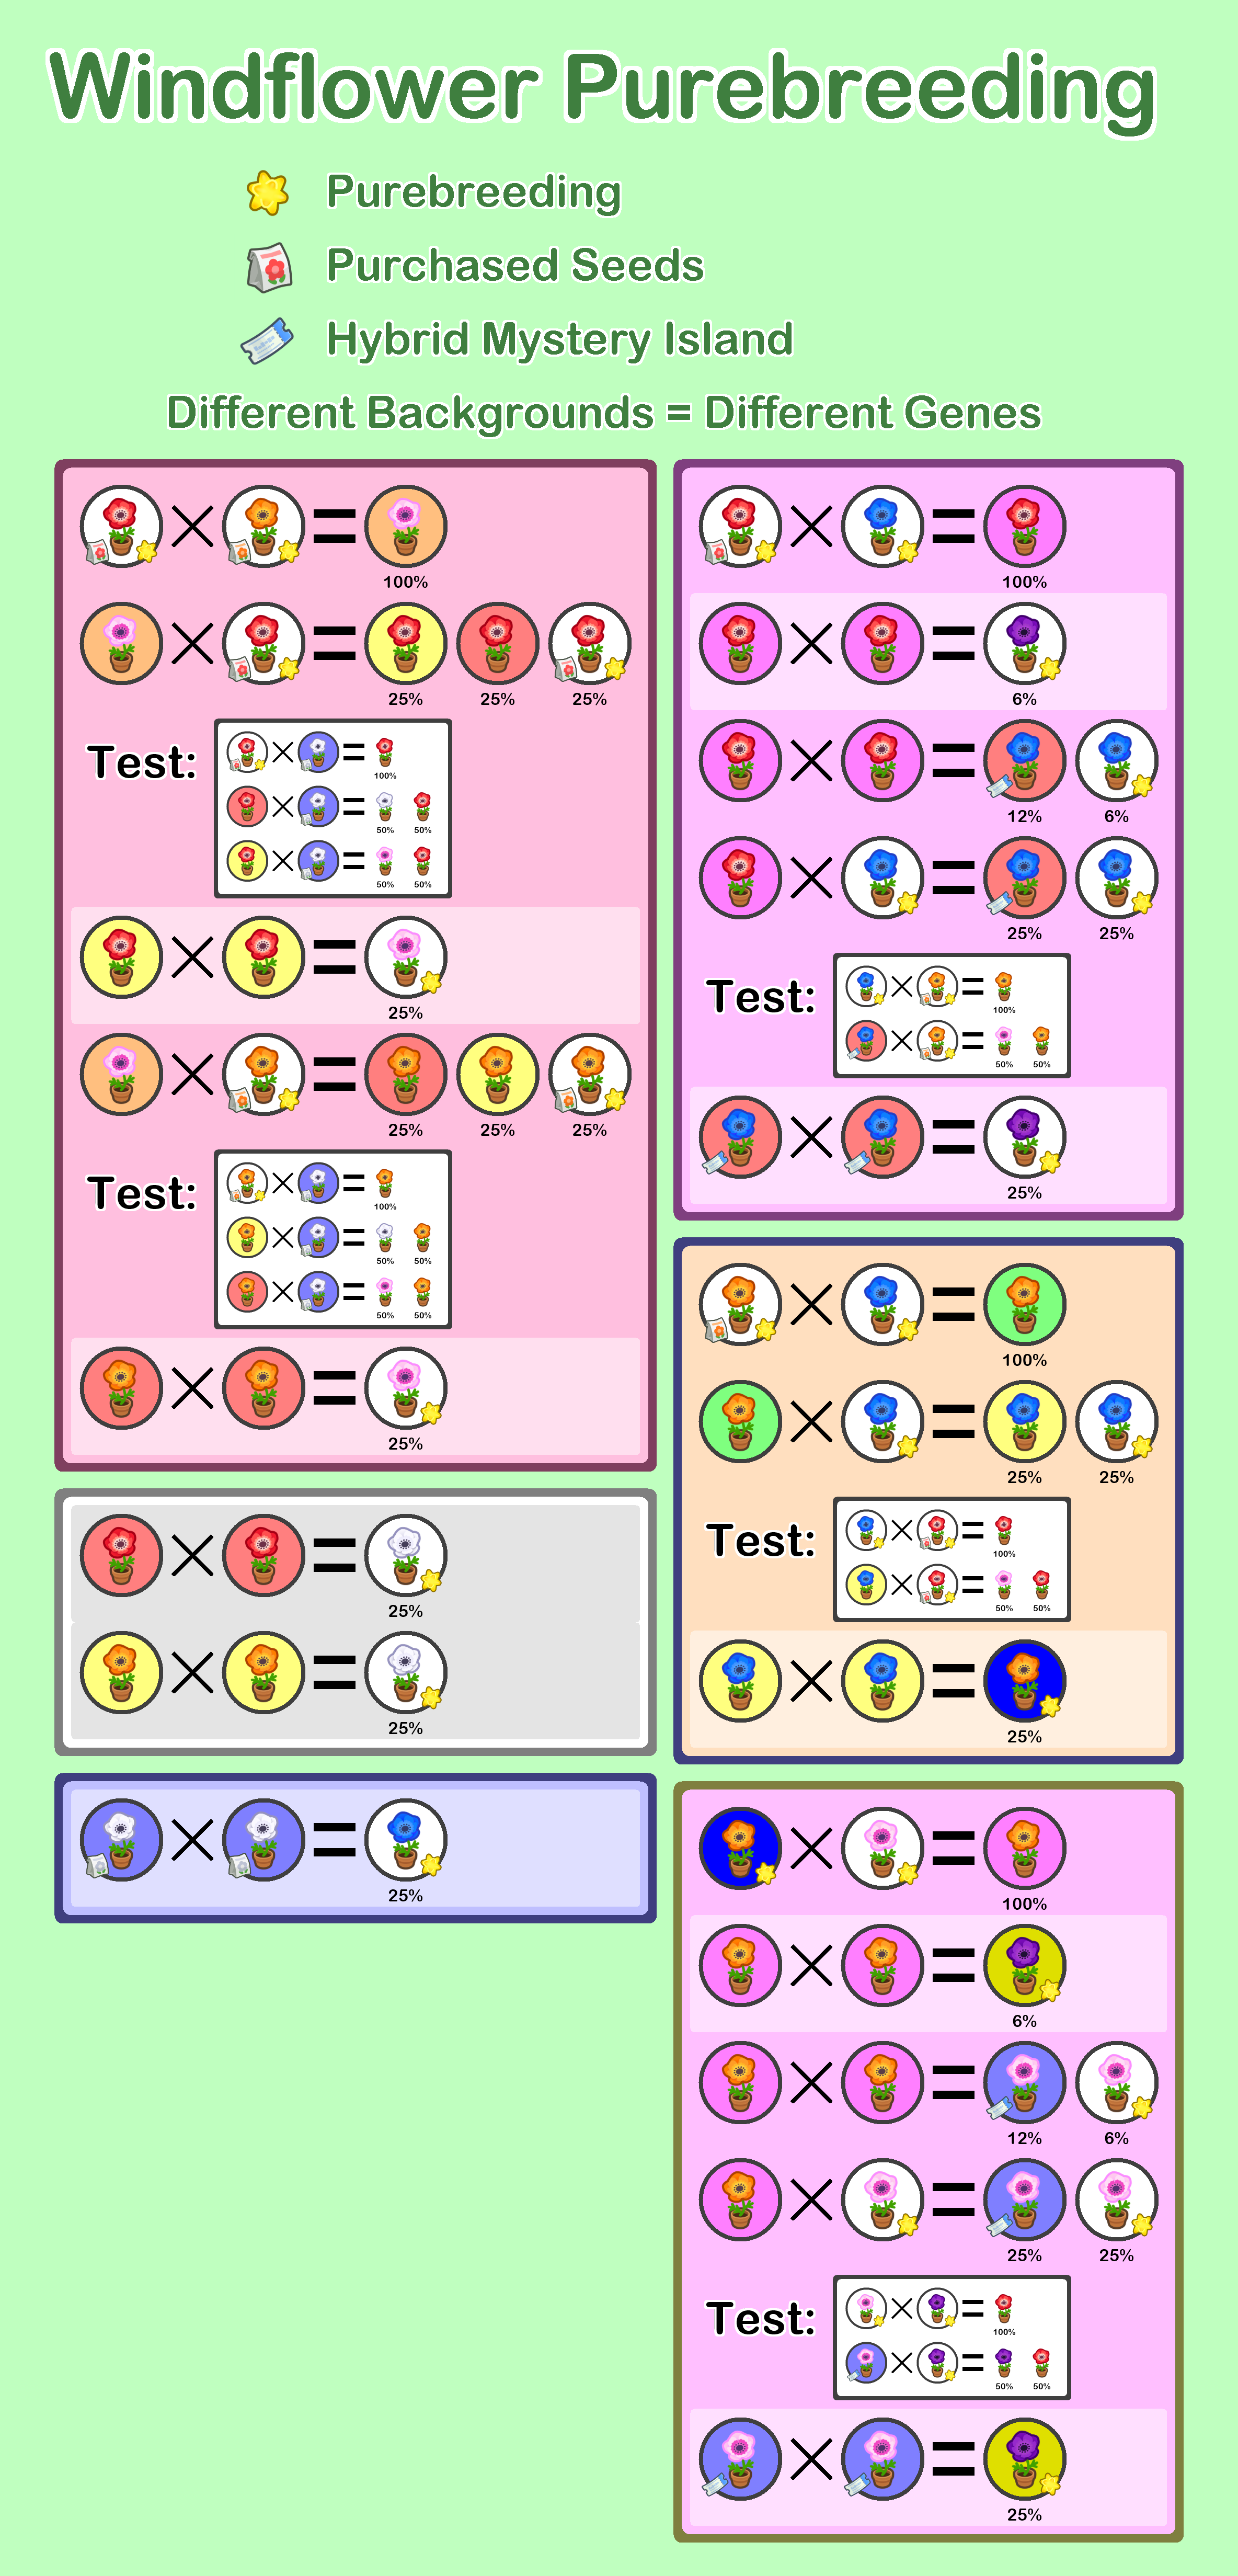 Windflower Purebreeding
Purebreeding
Purchased Seeds
Hybrid Mystery Island
Different Backgrounds = Different Genes
100%
25% 25% 25%
Test:
100%
50% 50%
50% 50%
25%
25% 25% 25%
Test:
100%
50% 50%
50% 50%
25%
25%
25%
25%
100%
6%
12% 6%
25% 25%
Test:
100%
50% 50%
25%
100%
25% 25%
Test:
100%
50% 50%
25%
100%
6%
12% 6%
25% 25%
Test:
100%
50% 50%
25%